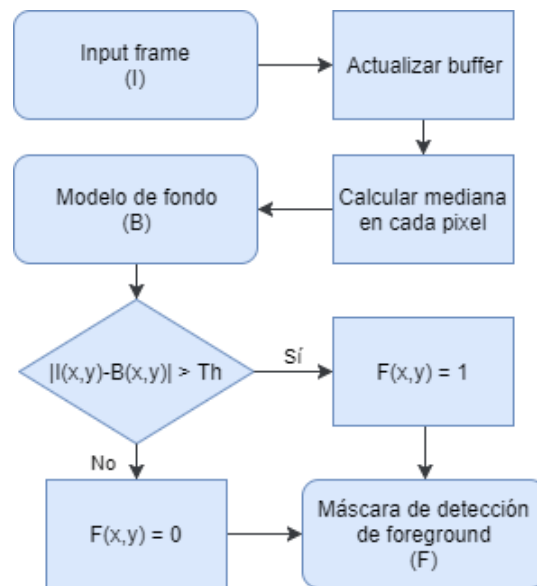 Input frame
(I)
Actualizar buffer
Calcular mediana
en cada pixel
Modelo de fondo
(B)
|I(x,y)-B(x,y)| > Th
Sí
F(x,y) = 1
No
F(x,y) = 0
Máscara de detección
de foreground
(F)